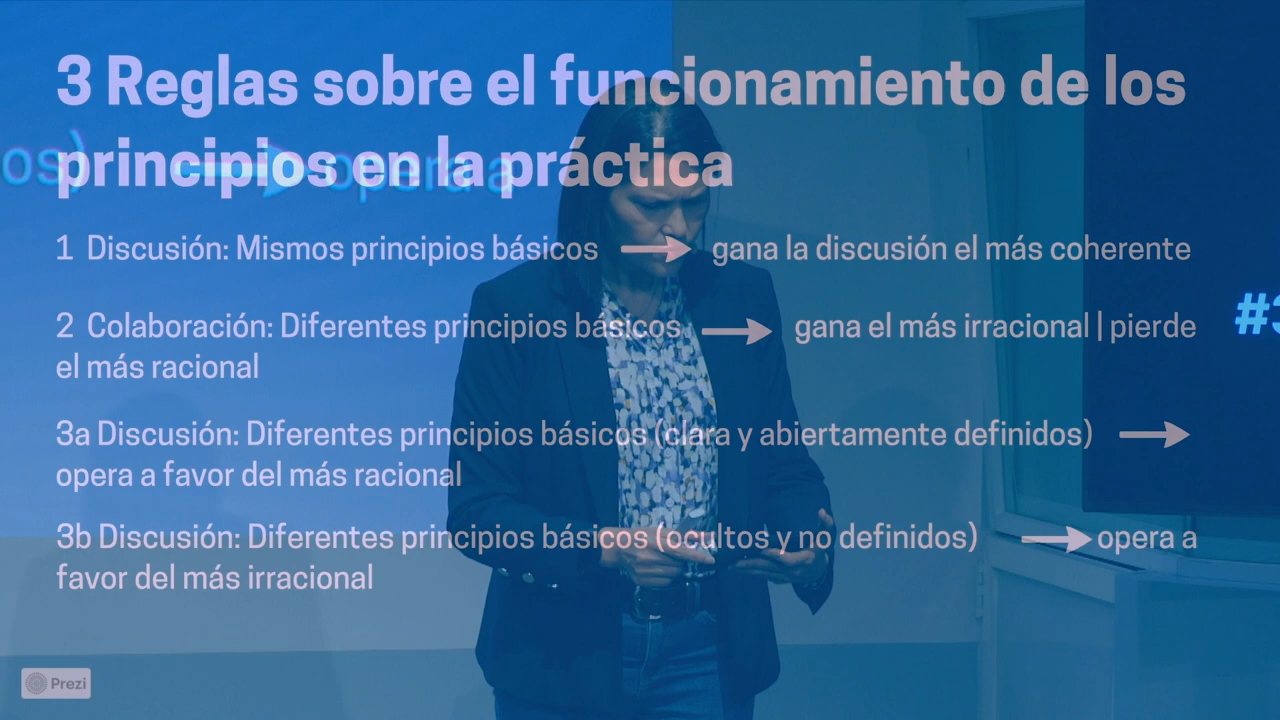 3 Reglas sobre el funcionamiento de los
principios en la práctica
os) → opera a
1 Discusión: Mismos principios básicos → gana la discusión el más coherente
#3
2 Colaboración: Diferentes principios básicos → gana el más irracional | pierde
el más racional
3a Discusión: Diferentes principios básicos (clara y abiertamente definidos) →
opera a favor del más racional
3b Discusión: Diferentes principios básicos (ocultos y no definidos) → opera a
favor del más irracional
Prezi